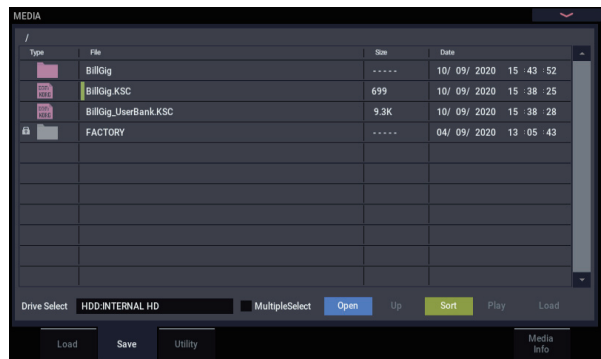 MEDIA
/
Type File Size Date
BillGig ----- 10/ 09/ 2020 15 :43 :52
BillGig.KSC 699 10/ 09/ 2020 15 :38 :25
BillGig_UserBank.KSC 9.3K 10/ 09/ 2020 15 :38 :28
FACTORY ----- 04/ 09/ 2020 13 :05 :43
Drive Select HDD:INTERNAL HD MultipleSelect Open Up Sort Play Load
Load Save Utility Media
Info